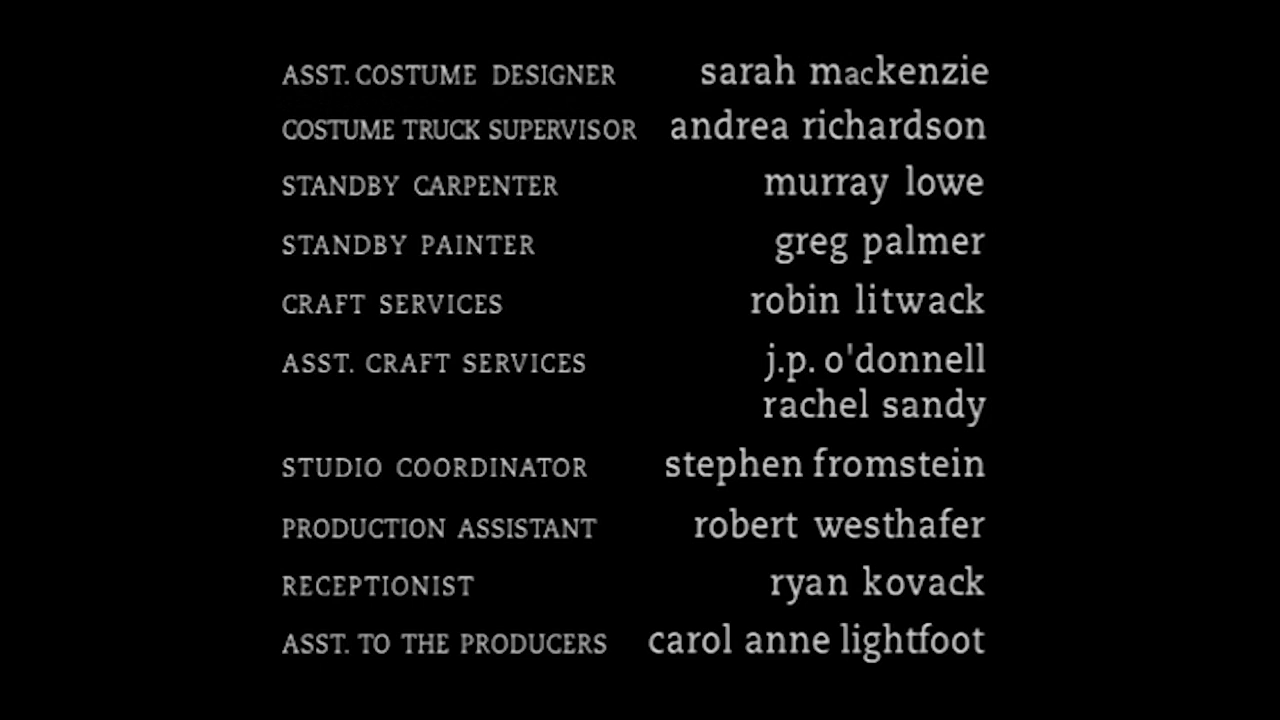 ASST. COSTUME DESIGNER sarah mackenzie
COSTUME TRUCK SUPERVISOR andrea richardson
STANDBY CARPENTER murray lowe
STANDBY PAINTER greg palmer
CRAFT SERVICES robin litwack
ASST. CRAFT SERVICES j.p. o'donnell
rachel sandy
STUDIO COORDINATOR stephen fromstein
PRODUCTION ASSISTANT robert westhafer
RECEPTIONIST ryan kovack
ASST. TO THE PRODUCERS carol anne lightfoot